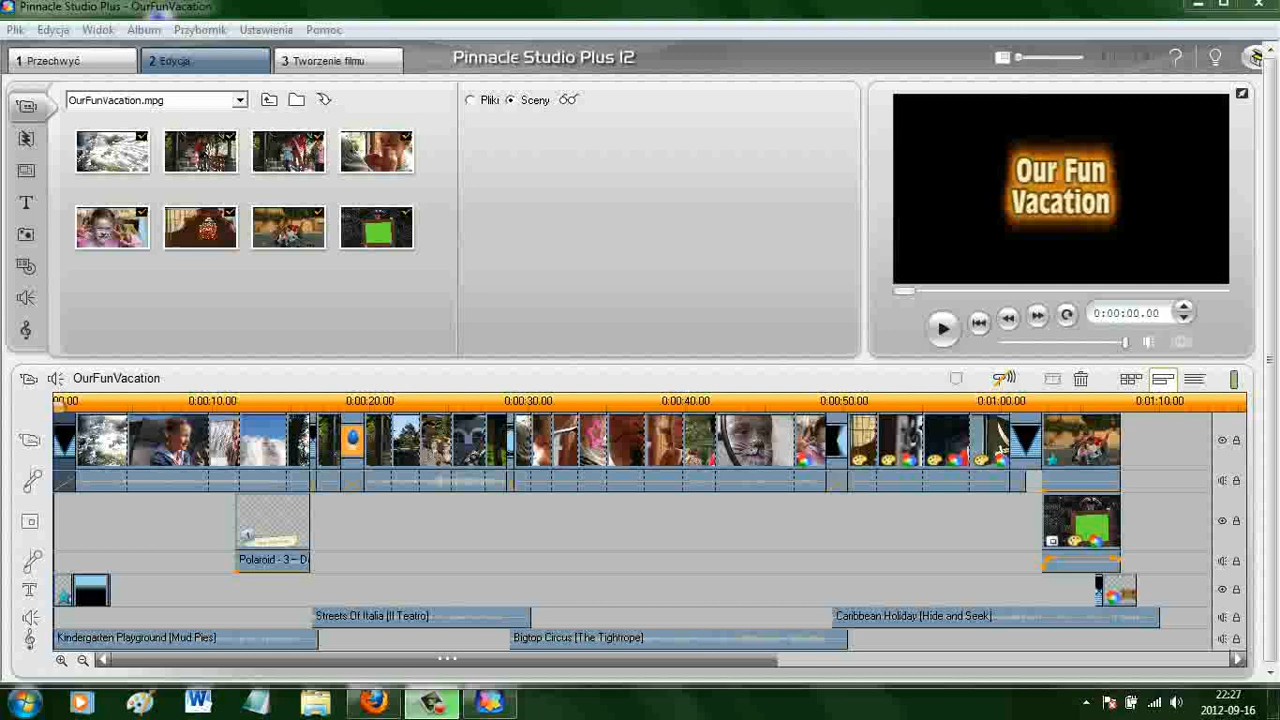 Pinnacle Studio Plus - OurFunVacation
Plik Edycja Widok Album Przybornik Ustawienia Pomoc
1 Przechwyć 2 Edycja 3 Tworzenie filmu Pinnacle Studio Plus 12
OurFunVacation.mpg Pliki Sceny
Our Fun
Vacation
0:00:00.00
OurFunVacation
00.00 0:00:10.00 0:00:20.00 0:00:30.00 0:00:40.00 0:00:50.00 0:01:00.00 0:01:10.00
Polaroid - 3 – Di
Streets Of Italia [Il Teatro] Caribbean Holiday [Hide and Seek]
Kindergarten Playground [Mud Pies] Bigtop Circus [The Tightrope]
22:27
2012-09-16